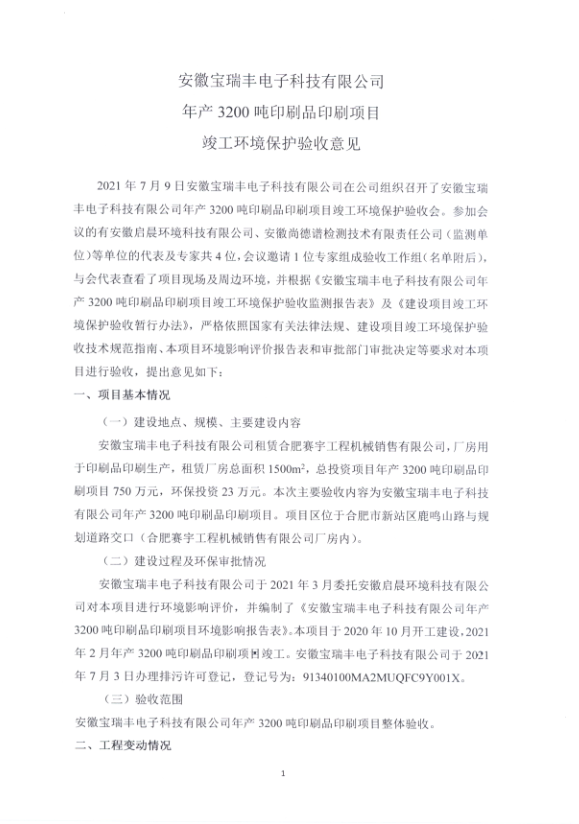 安徽宝瑞丰电子科技有限公司
年产 3200 吨印刷品印刷项目
竣工环境保护验收意见
2021 年 7 月 9 日安徽宝瑞丰电子科技有限公司在公司组织召开了安徽宝瑞
丰电子科技有限公司年产 3200 吨印刷品印刷项目竣工环境保护验收会。参加会
议的有安徽启晨环境科技有限公司、安徽尚德谱检测技术有限责任公司（监测单
位）等单位的代表及专家共 4 位，会议邀请 1 位专家组成验收工作组（名单附后），
与会代表查看了项目现场及周边环境，并根据《安徽宝瑞丰电子科技有限公司年
产 3200 吨印刷品印刷项目竣工环境保护验收监测报告表》及《建设项目竣工环
境保护验收暂行办法》，严格依照国家有关法律法规、建设项目竣工环境保护验
收技术规范指南、本项目环境影响评价报告表和审批部门审批决定等要求对本项
目进行验收，提出意见如下：
一、项目基本情况
（一）建设地点、规模、主要建设内容
安徽宝瑞丰电子科技有限公司租赁合肥赛宇工程机械销售有限公司，厂房用
于印刷品印刷生产，租赁厂房总面积 1500m²，总投资项目年产 3200 吨印刷品印
刷项目 750 万元，环保投资 23 万元。本次主要验收内容为安徽宝瑞丰电子科技
有限公司年产 3200 吨印刷品印刷项目。项目区位于合肥市新站区鹿鸣山路与规
划道路交口（合肥赛宇工程机械销售有限公司厂房内）。
（二）建设过程及环保审批情况
安徽宝瑞丰电子科技有限公司于 2021 年 3 月委托安徽启晨环境科技有限公
司对本项目进行环境影响评价，并编制了《安徽宝瑞丰电子科技有限公司年产
3200 吨印刷品印刷项目环境影响报告表》。本项目于 2020 年 10 月开工建设，2021
年 2 月年产 3200 吨印刷品印刷项目竣工。安徽宝瑞丰电子科技有限公司于 2021
年 7 月 3 日办理排污许可登记，登记号为：91340100MA2MUQFC9Y001X。
（三）验收范围
安徽宝瑞丰电子科技有限公司年产 3200 吨印刷品印刷项目整体验收。
二、工程变动情况
1